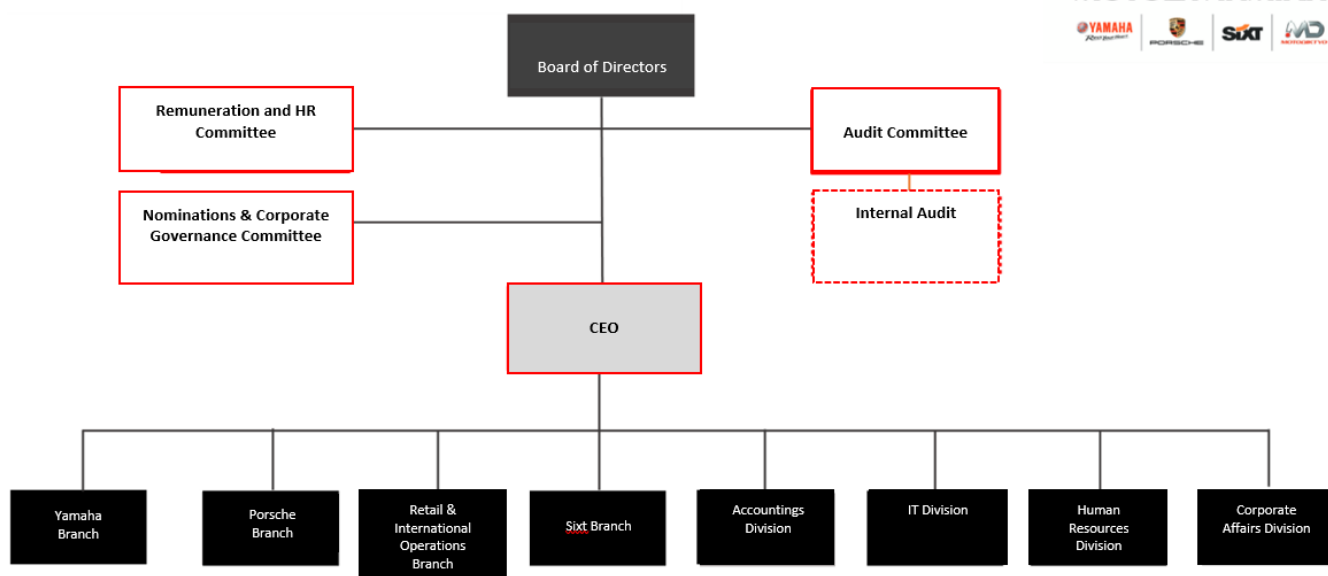 YAMAHA
PORSCHE
SIXT
MD
Board of Directors
Remuneration and HR
Committee
Audit Committee
Nominations & Corporate
Governance Committee
Internal Audit
CEO
Yamaha
Branch
Porsche
Branch
Retail &
International
Operations
Branch
Sixt Branch
Accountings
Division
IT Division
Human
Resources
Division
Corporate
Affairs Division